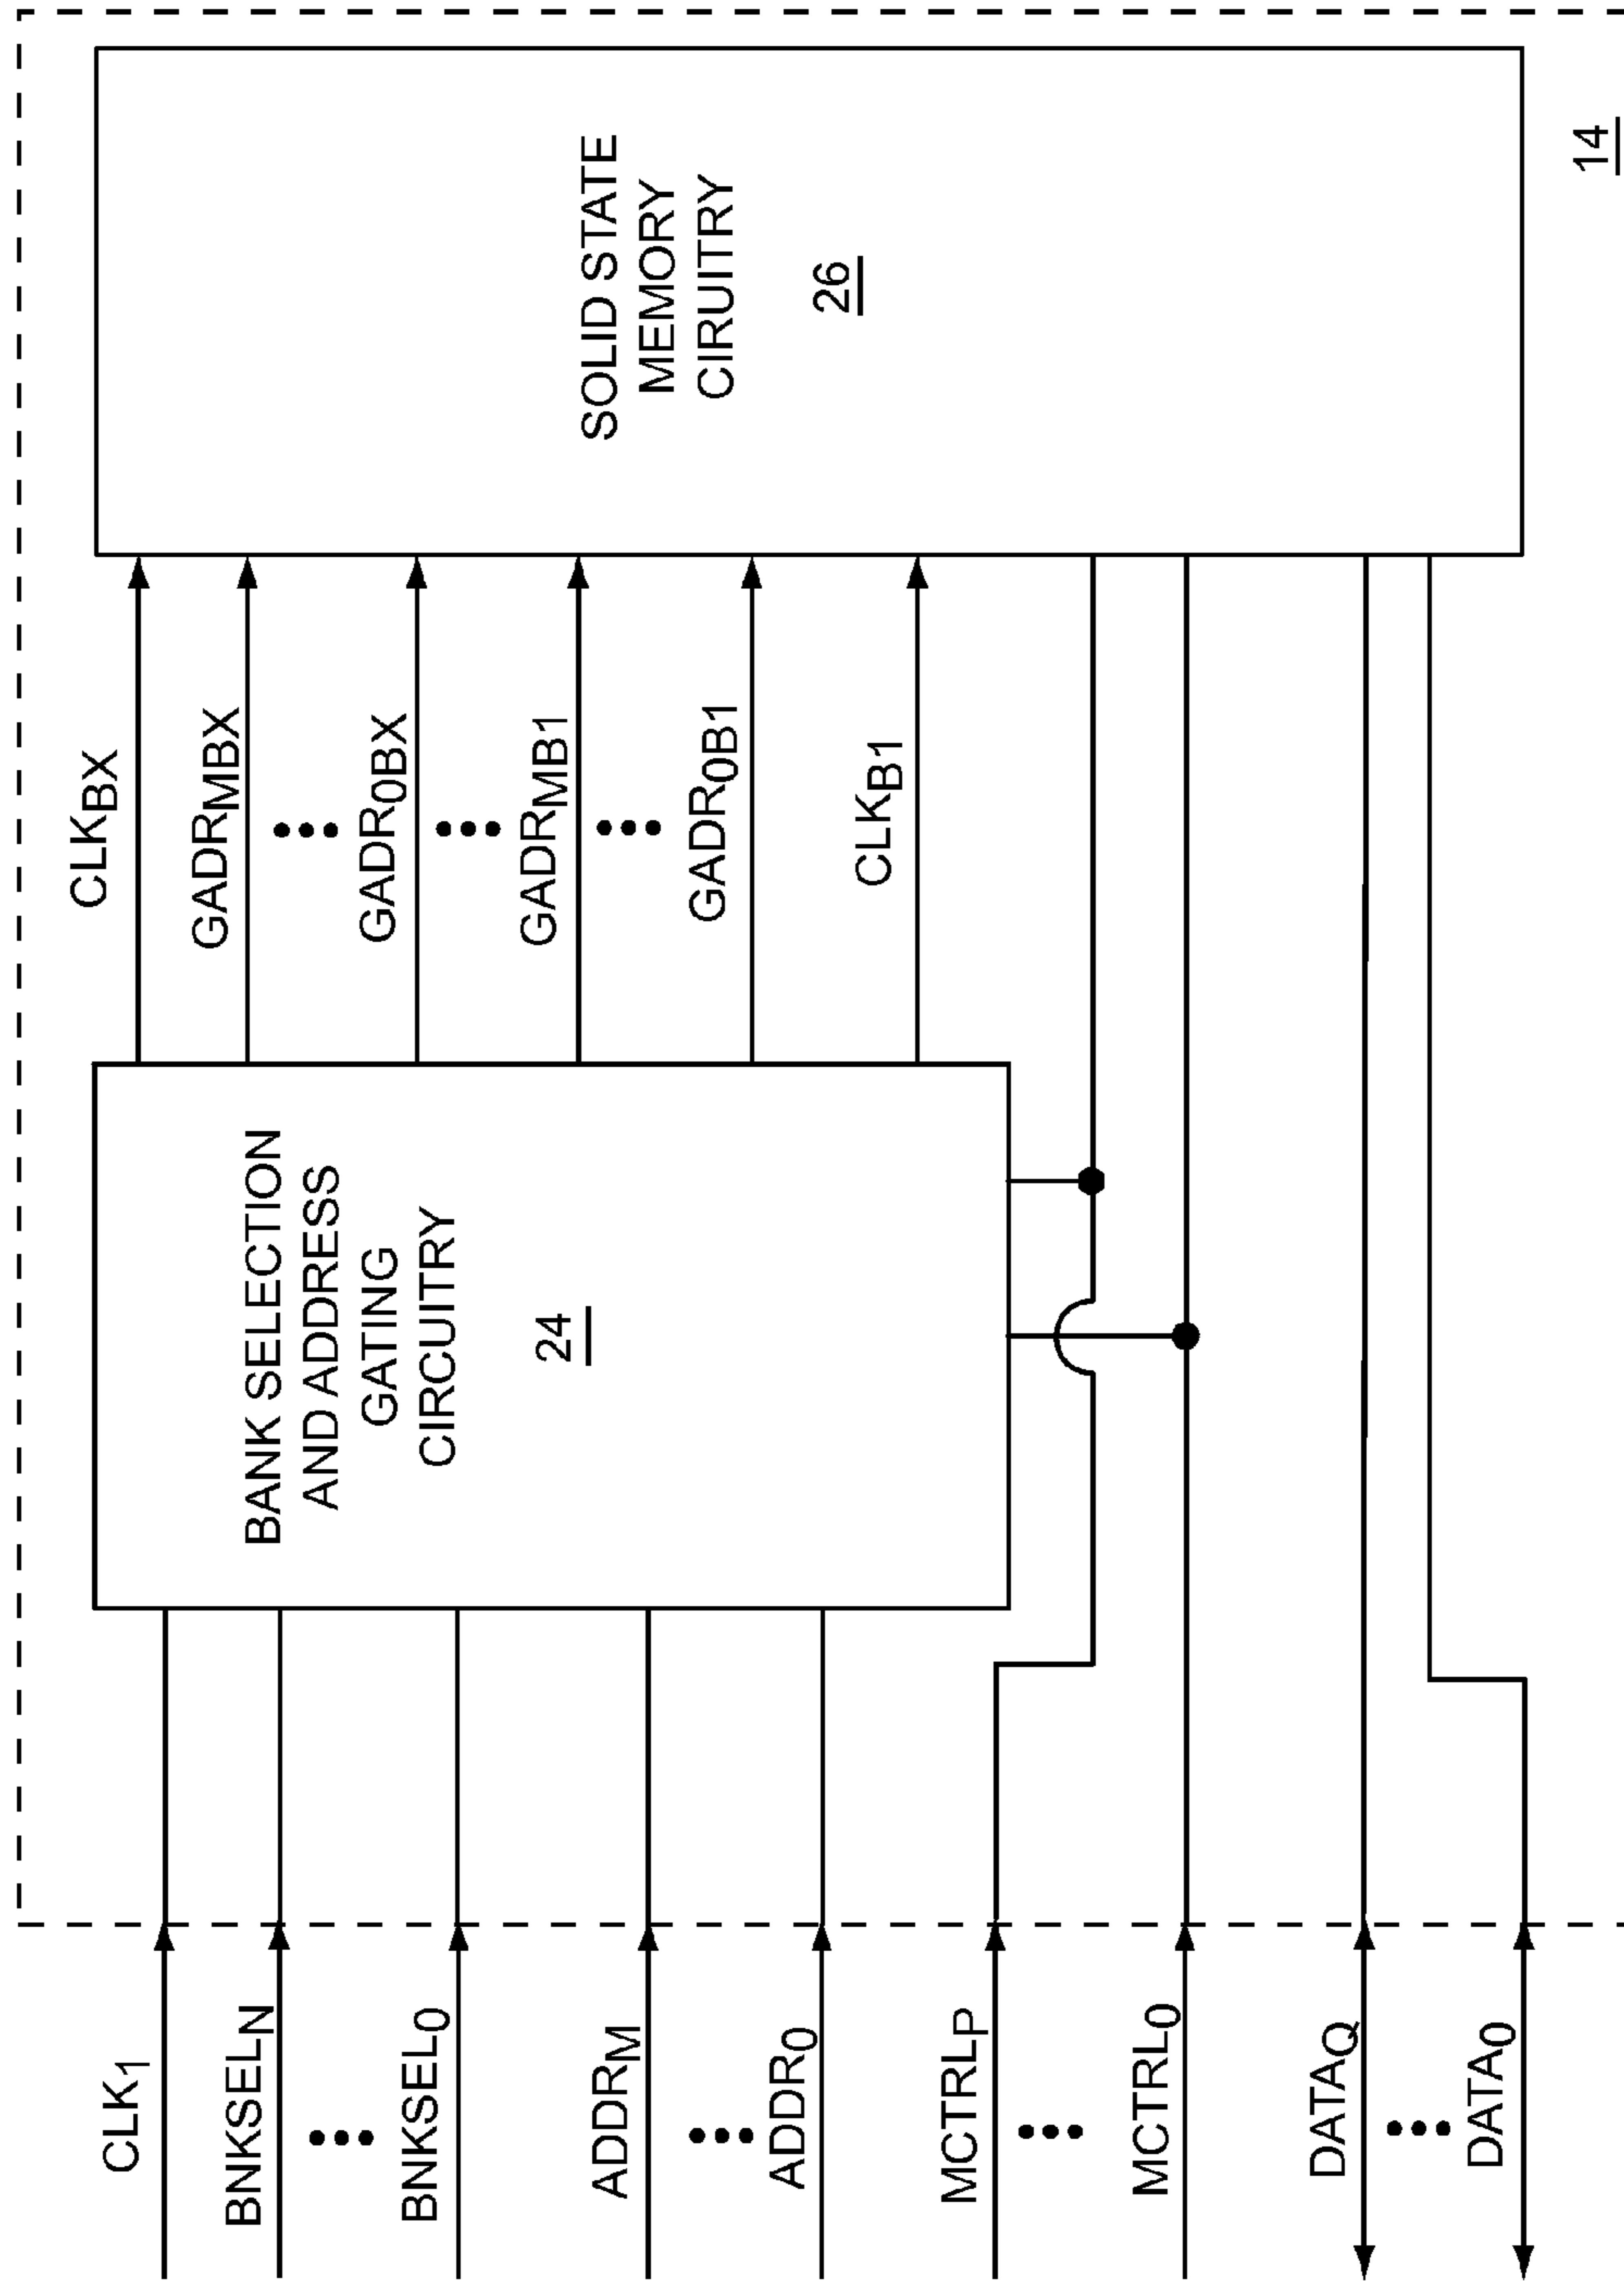 CLK1
BNKSELN
•••
BNKSEL0
ADDRM
•••
ADDR0
MCTRLP
•••
MCTRL0
DATAQ
•••
DATA0
BANK SELECTION
AND ADDRESS
GATING
CIRCUITRY
24
CLKBX
GADRMBX
•••
GADR0BX
•••
GADRMB1
•••
GADR0B1
CLKB1
SOLID STATE
MEMORY
CIRUITRY
26
14